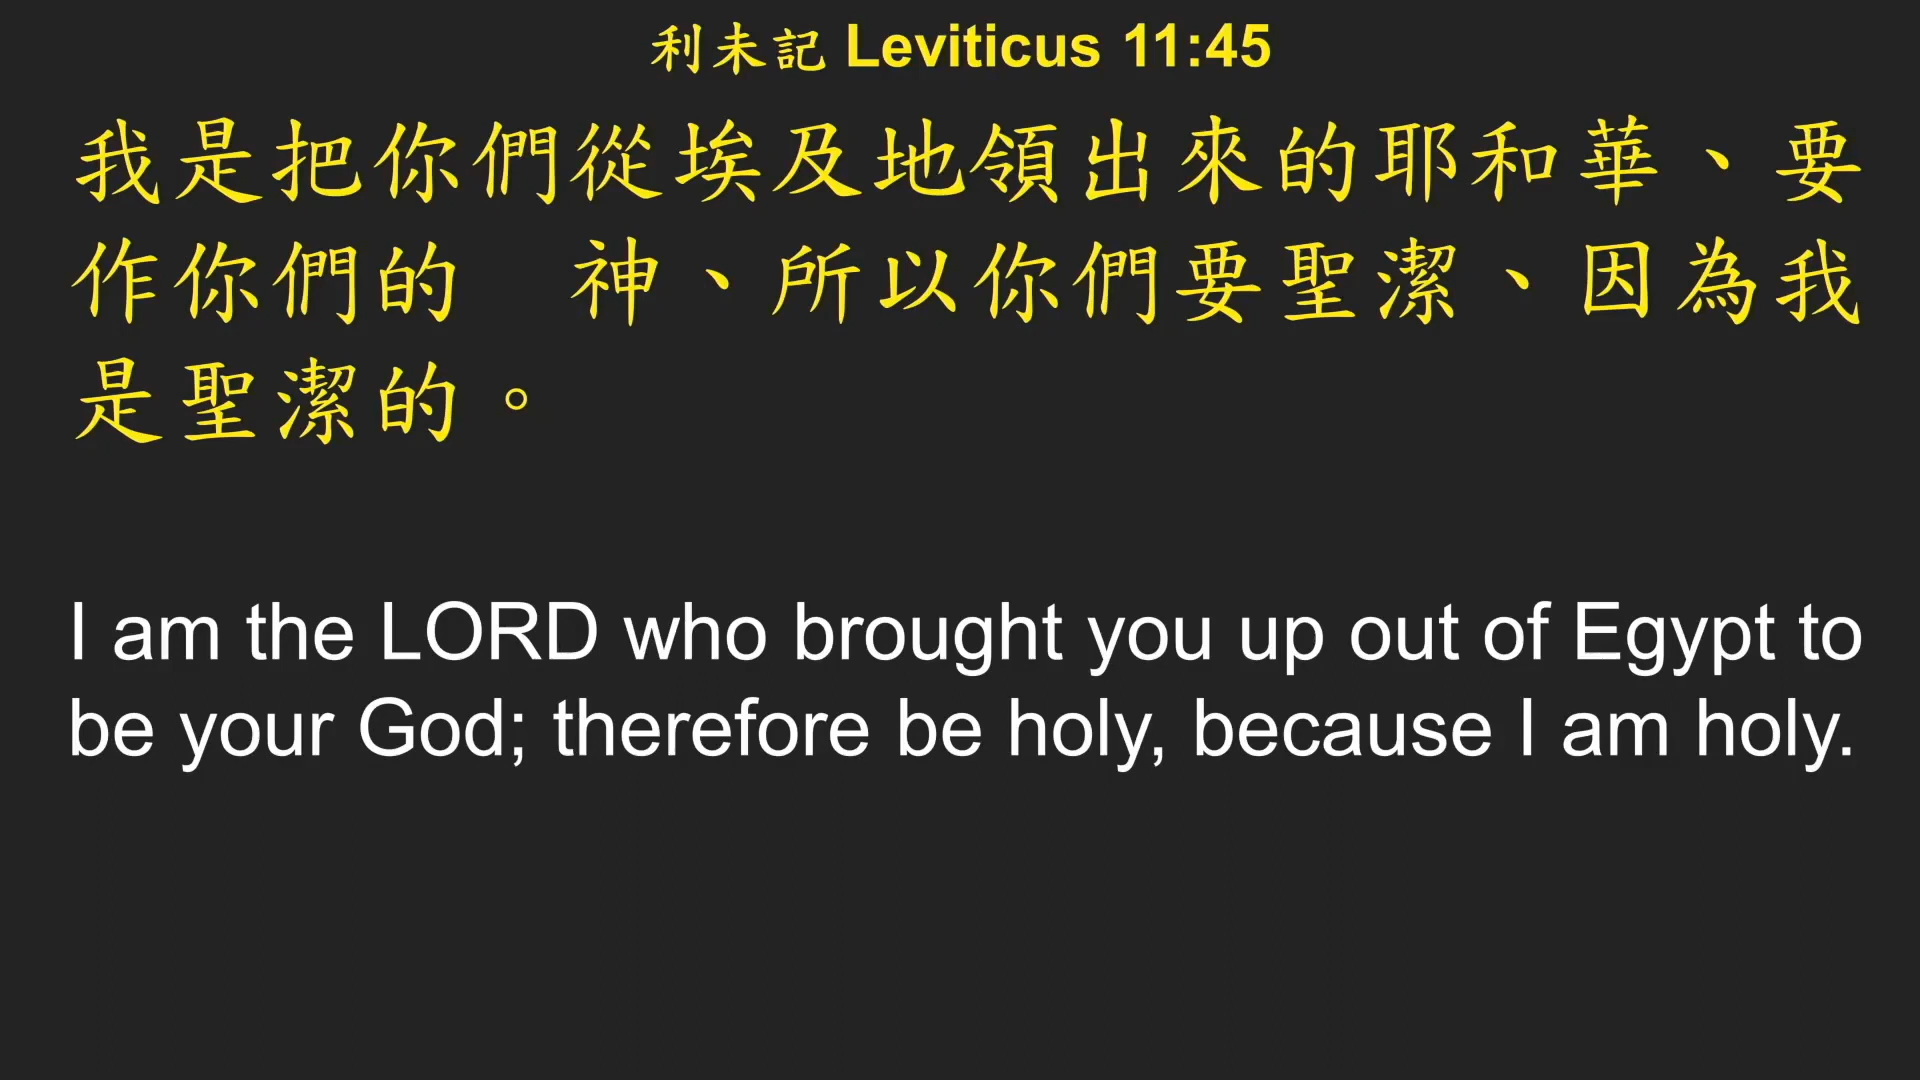 利未記 Leviticus 11:45
我是把你們從埃及地領出來的耶和華、要
作你們的　神、所以你們要聖潔、因為我
是聖潔的。
I am the LORD who brought you up out of Egypt to
be your God; therefore be holy, because I am holy.